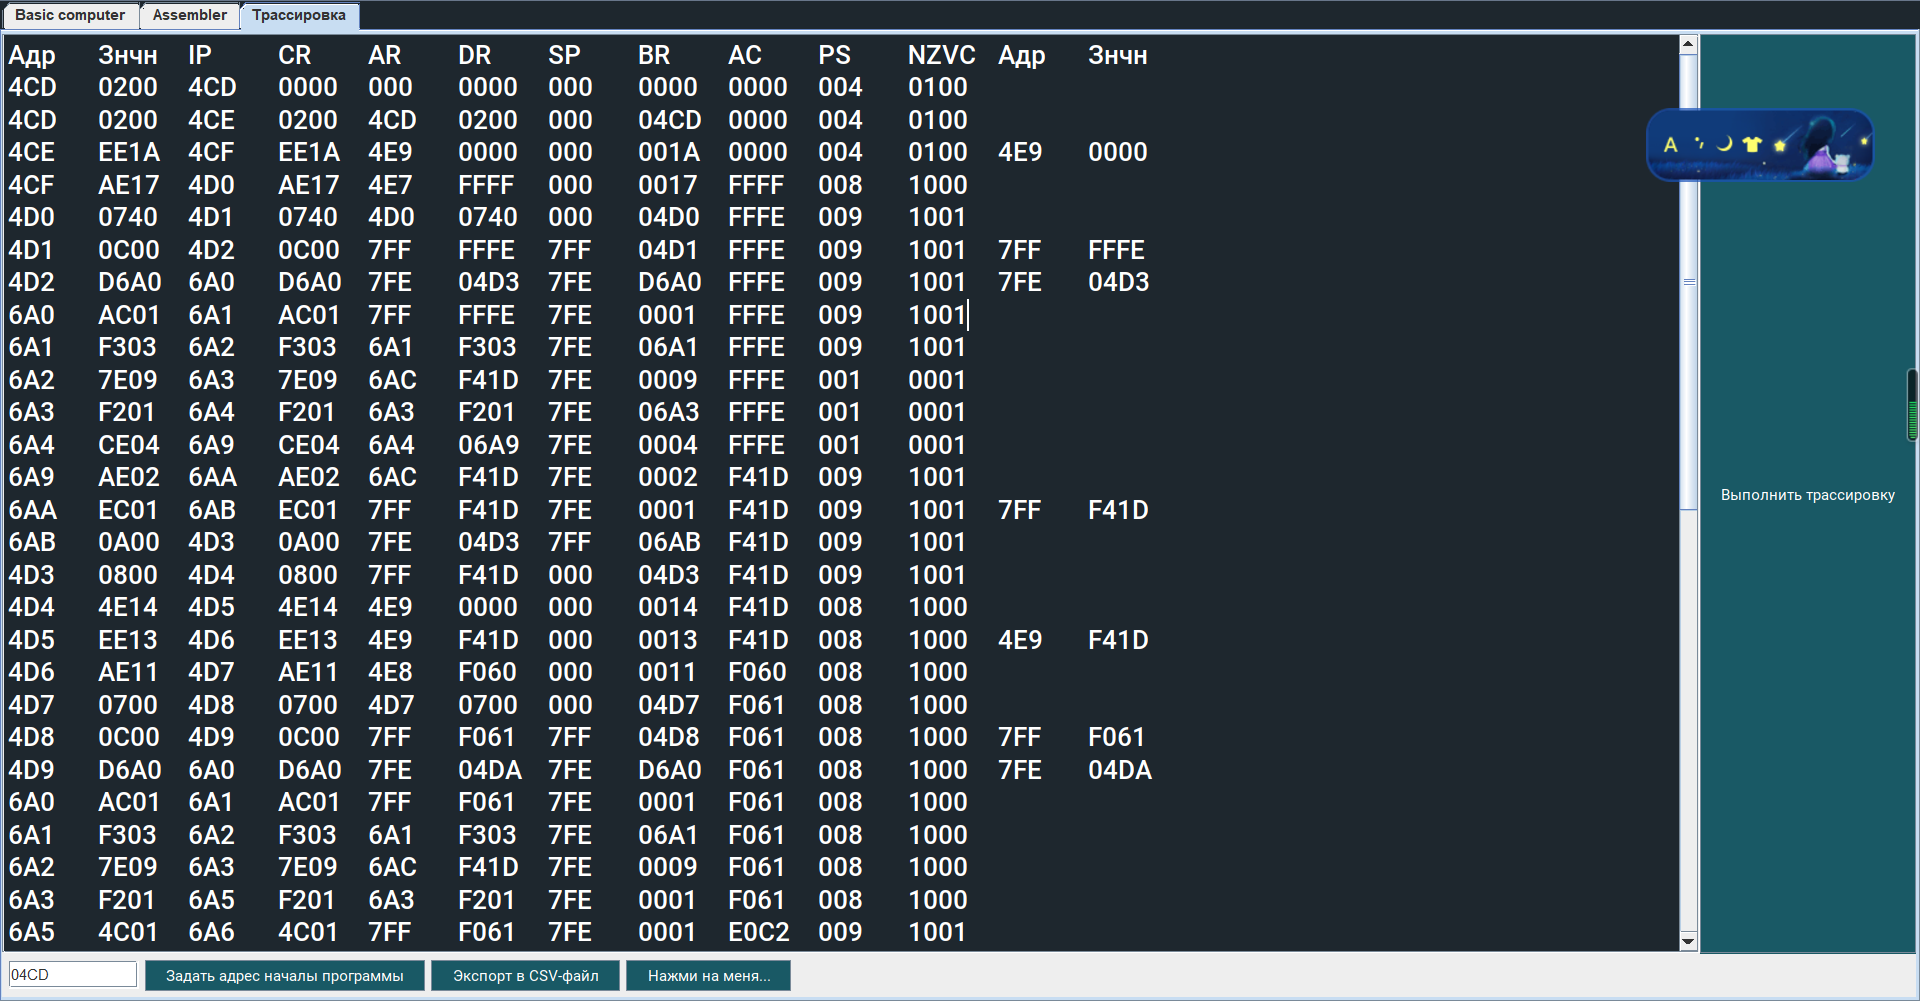 Basic computer Assembler Трассировка
Адр Знчн IP CR AR DR SP BR AC PS NZVC Адр Знчн
4CD 0200 4CD 0000 000 0000 000 0000 0000 004 0100
4CD 0200 4CE 0200 4CD 0200 000 04CD 0000 004 0100
4CE EE1A 4CF EE1A 4E9 0000 000 001A 0000 004 0100 4E9 0000
4CF AE17 4D0 AE17 4E7 FFFF 000 0017 FFFF 008 1000
4D0 0740 4D1 0740 4D0 0740 000 04D0 FFFE 009 1001
4D1 0C00 4D2 0C00 7FF FFFE 7FF 04D1 FFFE 009 1001 7FF FFFE
4D2 D6A0 6A0 D6A0 7FE 04D3 7FE D6A0 FFFE 009 1001 7FE 04D3
6A0 AC01 6A1 AC01 7FF FFFE 7FE 0001 FFFE 009 1001
6A1 F303 6A2 F303 6A1 F303 7FE 06A1 FFFE 009 1001
6A2 7E09 6A3 7E09 6AC F41D 7FE 0009 FFFE 001 0001
6A3 F201 6A4 F201 6A3 F201 7FE 06A3 FFFE 001 0001
6A4 CE04 6A9 CE04 6A4 06A9 7FE 0004 FFFE 001 0001
6A9 AE02 6AA AE02 6AC F41D 7FE 0002 F41D 009 1001
6AA EC01 6AB EC01 7FF F41D 7FE 0001 F41D 009 1001 7FF F41D
6AB 0A00 4D3 0A00 7FE 04D3 7FF 06AB F41D 009 1001
4D3 0800 4D4 0800 7FF F41D 000 04D3 F41D 009 1001
4D4 4E14 4D5 4E14 4E9 0000 000 0014 F41D 008 1000
4D5 EE13 4D6 EE13 4E9 F41D 000 0013 F41D 008 1000 4E9 F41D
4D6 AE11 4D7 AE11 4E8 F060 000 0011 F060 008 1000
4D7 0700 4D8 0700 4D7 0700 000 04D7 F061 008 1000
4D8 0C00 4D9 0C00 7FF F061 7FF 04D8 F061 008 1000 7FF F061
4D9 D6A0 6A0 D6A0 7FE 04DA 7FE D6A0 F061 008 1000 7FE 04DA
6A0 AC01 6A1 AC01 7FF F061 7FE 0001 F061 008 1000
6A1 F303 6A2 F303 6A1 F303 7FE 06A1 F061 008 1000
6A2 7E09 6A3 7E09 6AC F41D 7FE 0009 F061 008 1000
6A3 F201 6A5 F201 6A3 F201 7FE 0001 F061 008 1000
6A5 4C01 6A6 4C01 7FF F061 7FE 0001 E0C2 009 1001
A
Выполнить трассировку
04CD Задать адрес началы программы Экспорт в CSV-файл Нажми на меня...